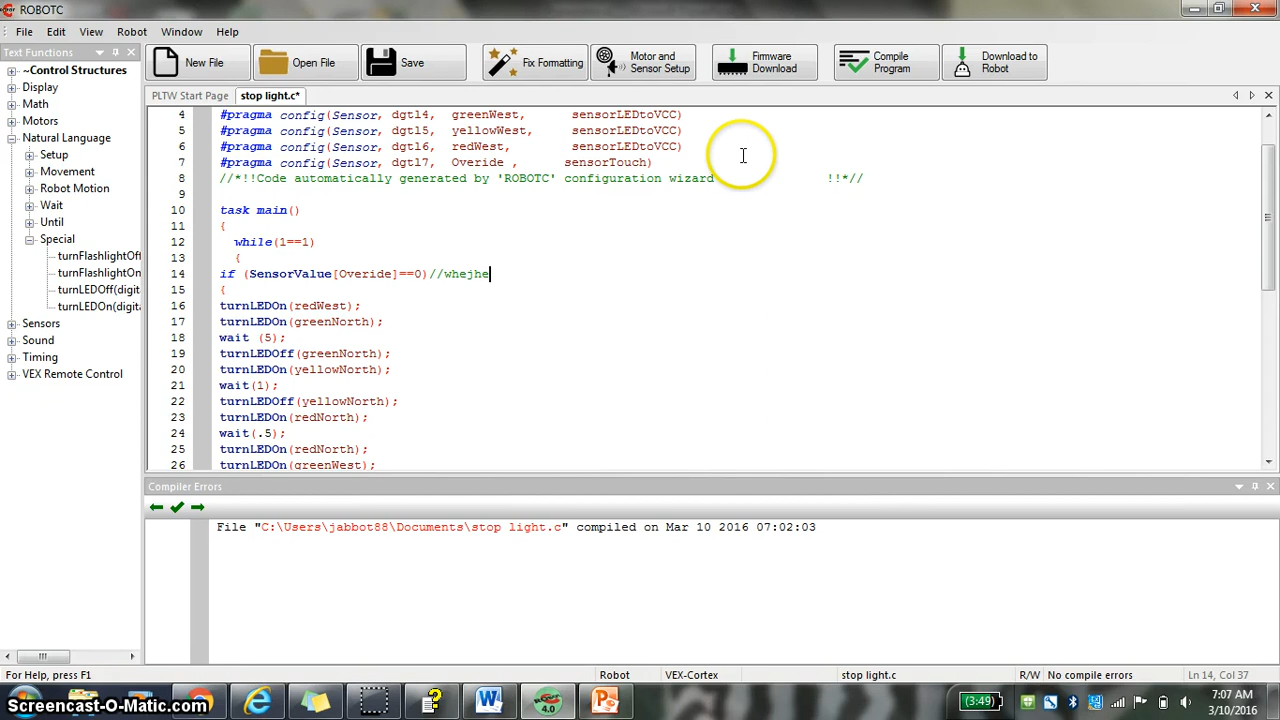 ROBOTC
File Edit View Robot Window Help
Text Functions
New File Open File Save Fix Formatting Motor and Sensor Setup Firmware Download Compile Program Download to Robot
~Control Structures
Display
Math
Motors
Natural Language
Setup
Movement
Robot Motion
Wait
Until
Special
turnFlashlightOff
turnFlashlightOn
turnLEDOff(digit
turnLEDOn(digita
Sensors
Sound
Timing
VEX Remote Control
PLTW Start Page stop light.c*
4 #pragma config(Sensor, dgtl4, greenWest, sensorLEDtoVCC)
5 #pragma config(Sensor, dgtl5, yellowWest, sensorLEDtoVCC)
6 #pragma config(Sensor, dgtl6, redWest, sensorLEDtoVCC)
7 #pragma config(Sensor, dgtl7, Overide , sensorTouch)
8 //*!!Code automatically generated by 'ROBOTC' configuration wizard !!*//
9
10 task main()
11 {
12 while(1==1)
13 {
14 if (SensorValue[Overide]==0)//whejhe
15 {
16 turnLEDOn(redWest);
17 turnLEDOn(greenNorth);
18 wait (5);
19 turnLEDOff(greenNorth);
20 turnLEDOn(yellowNorth);
21 wait(1);
22 turnLEDOff(yellowNorth);
23 turnLEDOn(redNorth);
24 wait(.5);
25 turnLEDOn(redNorth);
26 turnLEDOn(greenWest);
Compiler Errors
File "C:\Users\jabbot88\Documents\stop light.c" compiled on Mar 10 2016 07:02:03
For Help, press F1 Robot VEX-Cortex stop light.c R/W No compile errors Ln 14, Col 37
Screencast-O-Matic.com
4.0
(3:49)
7:07 AM
3/10/2016